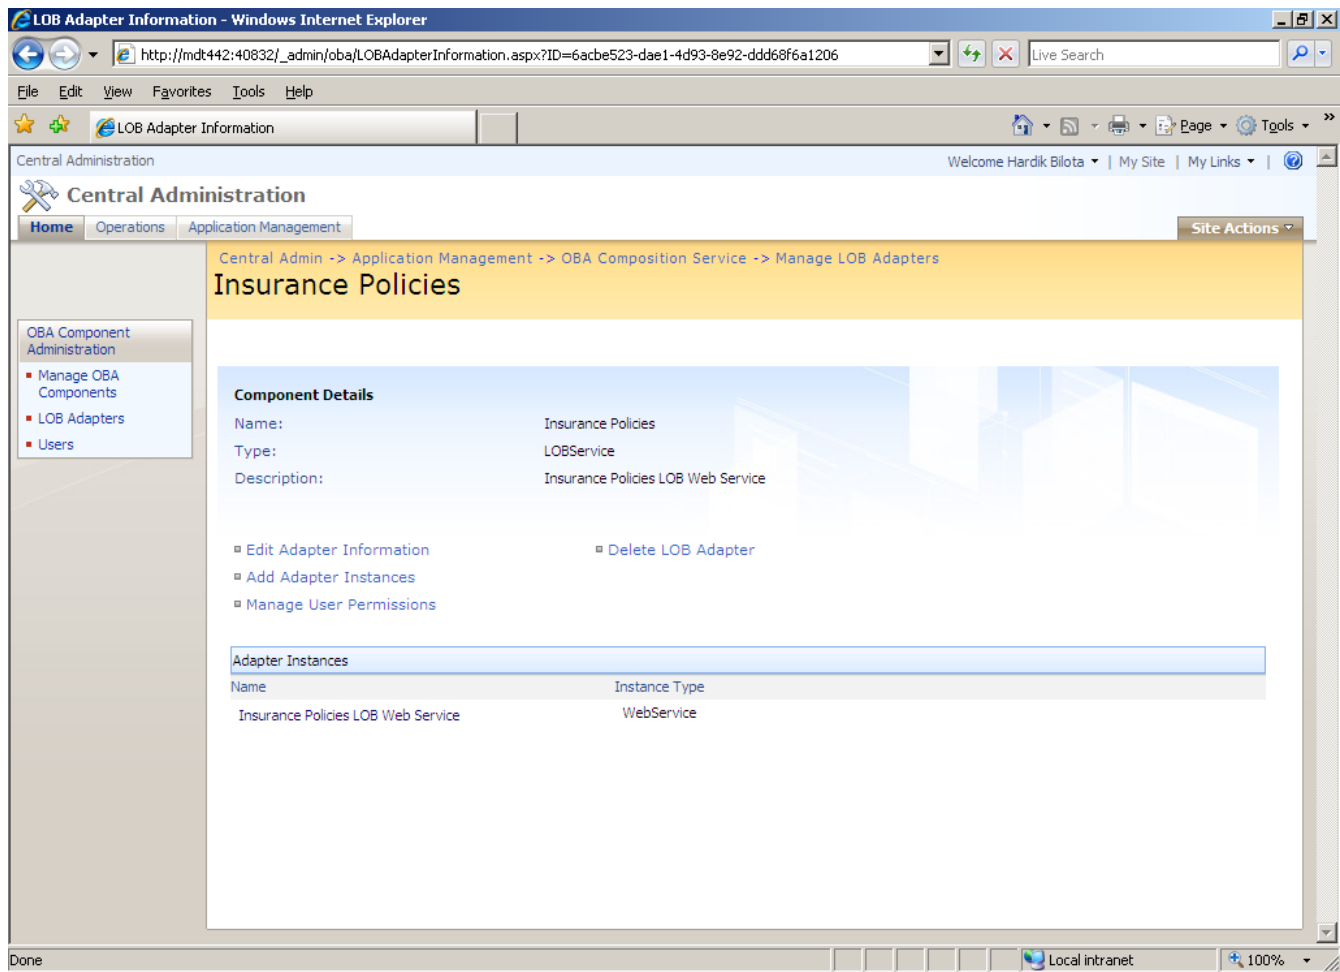 LOB Adapter Information - Windows Internet Explorer
http://mdt442:40832/_admin/oba/LOBAdapterInformation.aspx?ID=6acbe523-dae1-4d93-8e92-ddd68f6a1206
Live Search
File Edit View Favorites Tools Help
LOB Adapter Information
Page Tools
Central Administration
Welcome Hardik Bilota | My Site | My Links |
Central Administration
Home Operations Application Management
Site Actions
Central Admin -> Application Management -> OBA Composition Service -> Manage LOB Adapters
Insurance Policies
OBA Component
Administration
Manage OBA
Components
LOB Adapters
Users
Component Details
Name: Insurance Policies
Type: LOBService
Description: Insurance Policies LOB Web Service
Edit Adapter Information Delete LOB Adapter
Add Adapter Instances
Manage User Permissions
Adapter Instances
Name Instance Type
Insurance Policies LOB Web Service WebService
Done Local intranet 100%